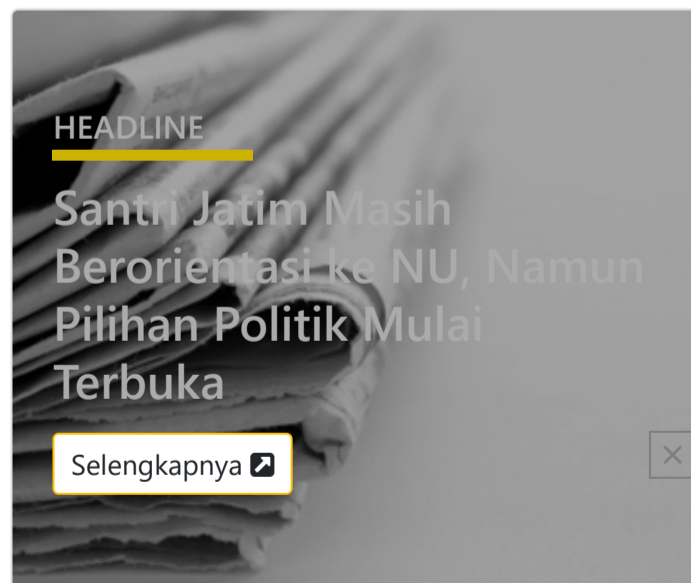 HEADLINE
Santri Jatim Masih
Berorientasi ke NU, Namun
Pilihan Politik Mulai
Terbuka
Selengkapnya